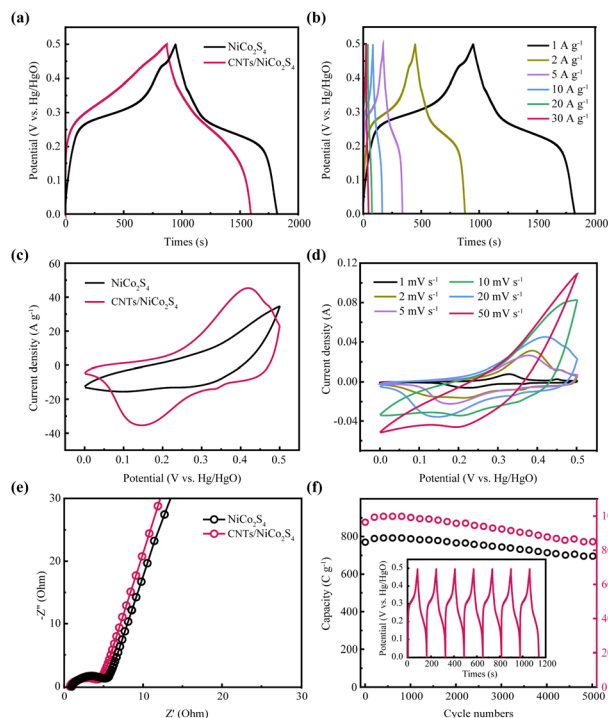 (a)
NiCo₂S₄
CNTs/NiCo₂S₄
Potential (V vs. Hg/HgO)
0.5
0.4
0.3
0.2
0.1
0.0
0 500 1000 1500 2000
Times (s)
(b)
1 A g⁻¹
2 A g⁻¹
5 A g⁻¹
10 A g⁻¹
20 A g⁻¹
30 A g⁻¹
Potential (V vs. Hg/HgO)
0.5
0.4
0.3
0.2
0.1
0.0
0 500 1000 1500 2000
Times (s)
(c)
NiCo₂S₄
CNTs/NiCo₂S₄
Current density (A g⁻¹)
60
40
20
0
-20
-40
0.0 0.1 0.2 0.3 0.4 0.5
Potential (V vs. Hg/HgO)
(d)
1 mV s⁻¹
2 mV s⁻¹
5 mV s⁻¹
10 mV s⁻¹
20 mV s⁻¹
50 mV s⁻¹
Current density (A)
0.12
0.08
0.04
0.00
-0.04
0.0 0.1 0.2 0.3 0.4 0.5
Potential (V vs. Hg/HgO)
(e)
NiCo₂S₄
CNTs/NiCo₂S₄
-Z'' (Ohm)
30
20
10
0
0 10 20 30
Z' (Ohm)
(f)
Capacity (C g⁻¹)
800
600
400
200
0
0 1000 2000 3000 4000 5000
Cycle numbers
Potential (V vs. Hg/HgO)
0.5
0.4
0.3
0.2
0.1
0.0
0 200 400 600 800 1000 1200
Times (s)